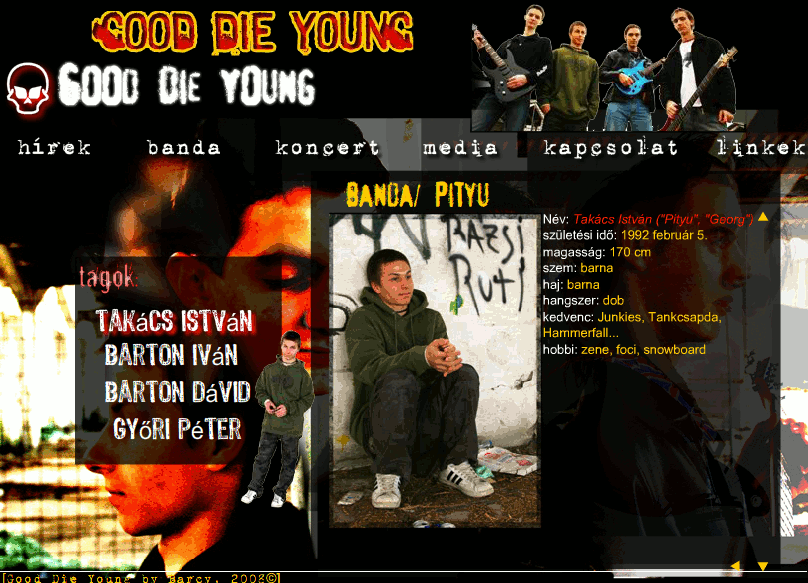 GOOD DIE YOUNG
GOOD DIE YOUNG
hírek banda koncert media kapcsolat linkek
BANDA/ PITYU
Név: Takács István ("Pityu", "Georg")
születési idő: 1992 február 5.
magasság: 170 cm
szem: barna
haj: barna
hangszer: dob
kedvenc: Junkies, Tankcsapda,
Hammerfall...
hobbi: zene, foci, snowboard
tagok:
TAKáCS ISTVáN
BARTON IVáN
BARTON DáVID
GYőRI PéTER
RAZSI
RUTI
[Good Die Young by Barcy, 2008©]